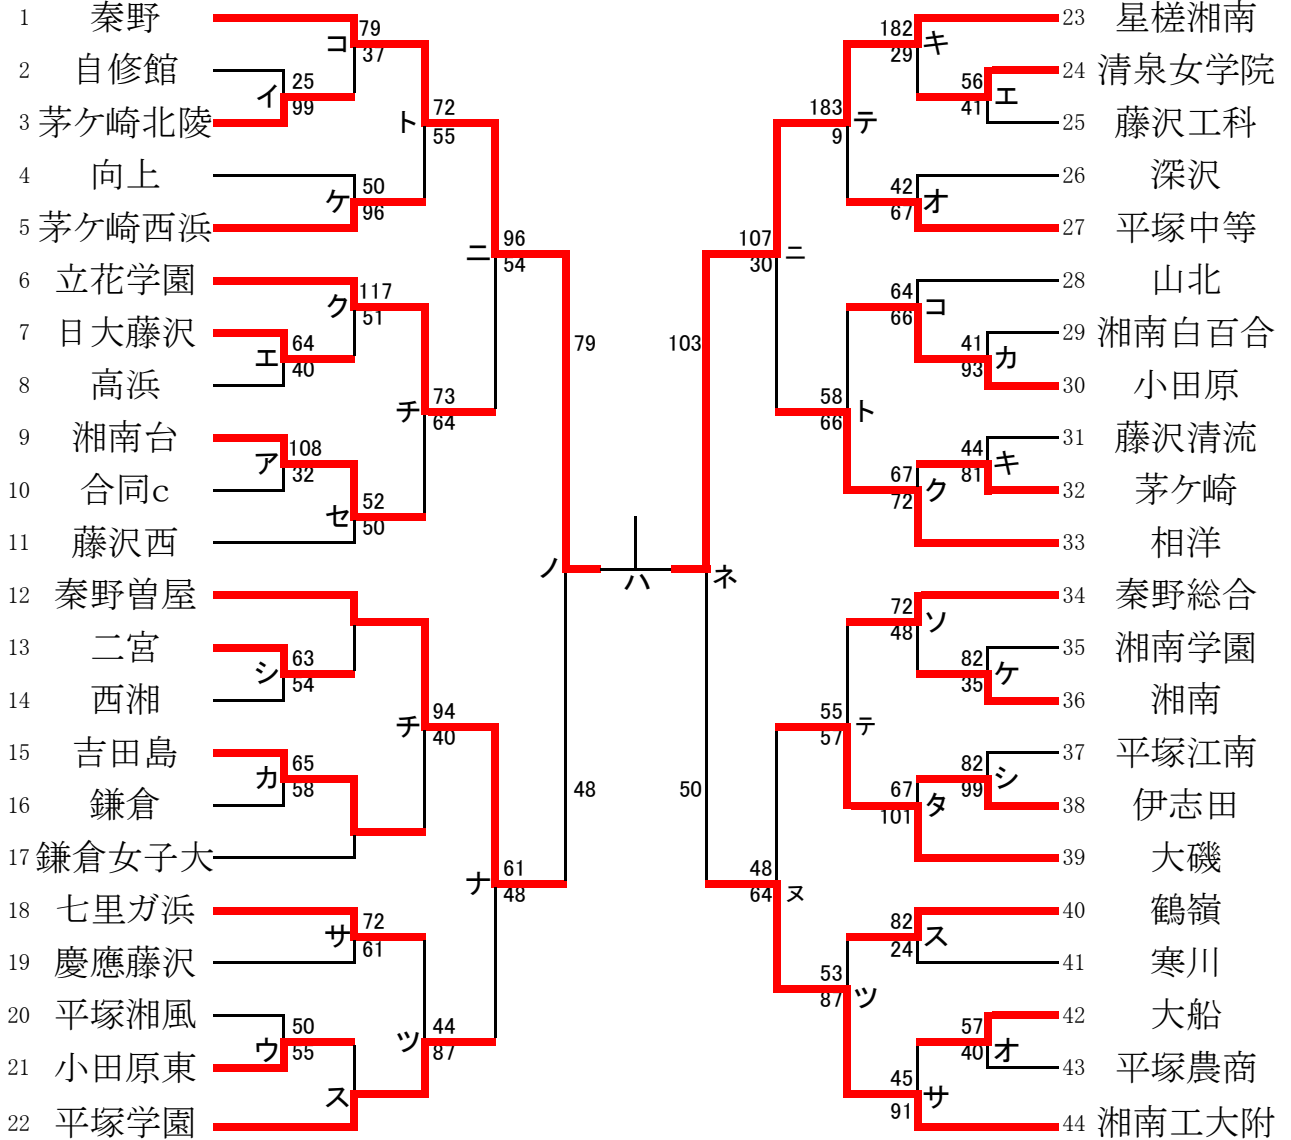 1 秦野
2 自修館
3 茅ケ崎北陵
4 向上
5 茅ケ崎西浜
6 立花学園
7 日大藤沢
8 高浜
9 湘南台
10 合同c
11 藤沢西
12 秦野曽屋
13 二宮
14 西湘
15 吉田島
16 鎌倉
17 鎌倉女子大
18 七里ガ浜
19 慶應藤沢
20 平塚湘風
21 小田原東
22 平塚学園
コ 79 37
イ 25 99
ケ 50 96
ク 117 51
エ 64 40
ア 108 32
セ 52 50
シ 63 54
カ 65 58
サ 72 61
ウ 50 55
ス
ト 72 55
チ 73 64
チ 94 40
ツ 44 87
ニ 96 54
ナ 61 48
ノ 79 48
ハ
ネ 103 50
ニ 107 30
ヌ 48 64
テ 183 9
ト 58 66
テ 55 57
ツ 53 87
キ 182 29
エ 56 41
オ 42 67
コ 64 66
カ 41 93
キ 44 81
ク 67 72
ソ 72 48
ケ 82 35
シ 82 99
タ 67 101
ス 82 24
オ 57 40
サ 45 91
23 星槎湘南
24 清泉女学院
25 藤沢工科
26 深沢
27 平塚中等
28 山北
29 湘南白百合
30 小田原
31 藤沢清流
32 茅ケ崎
33 相洋
34 秦野総合
35 湘南学園
36 湘南
37 平塚江南
38 伊志田
39 大磯
40 鶴嶺
41 寒川
42 大船
43 平塚農商
44 湘南工大附